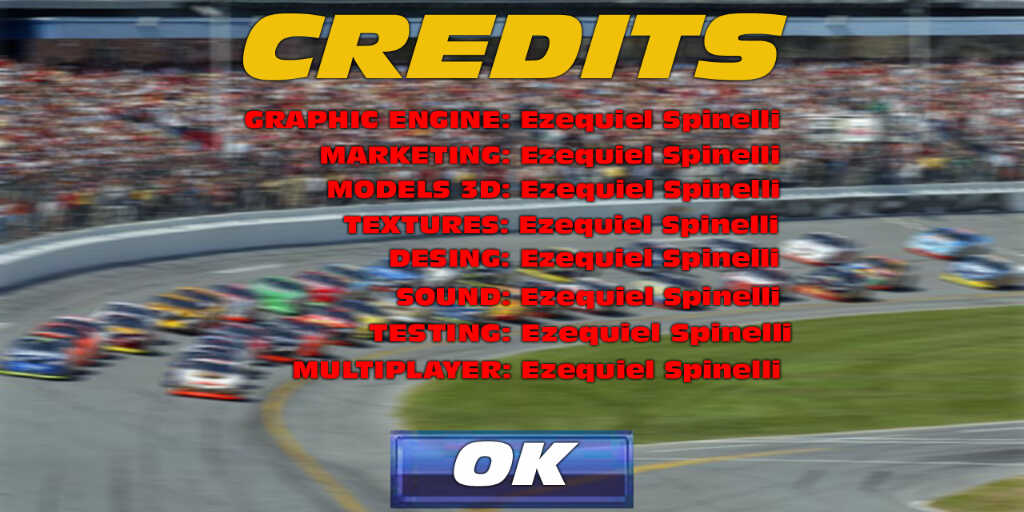 CREDITS
GRAPHIC ENGINE: Ezequiel Spinelli
MARKETING: Ezequiel Spinelli
MODELS 3D: Ezequiel Spinelli
TEXTURES: Ezequiel Spinelli
DESING: Ezequiel Spinelli
SOUND: Ezequiel Spinelli
TESTING: Ezequiel Spinelli
MULTIPLAYER: Ezequiel Spinelli
OK